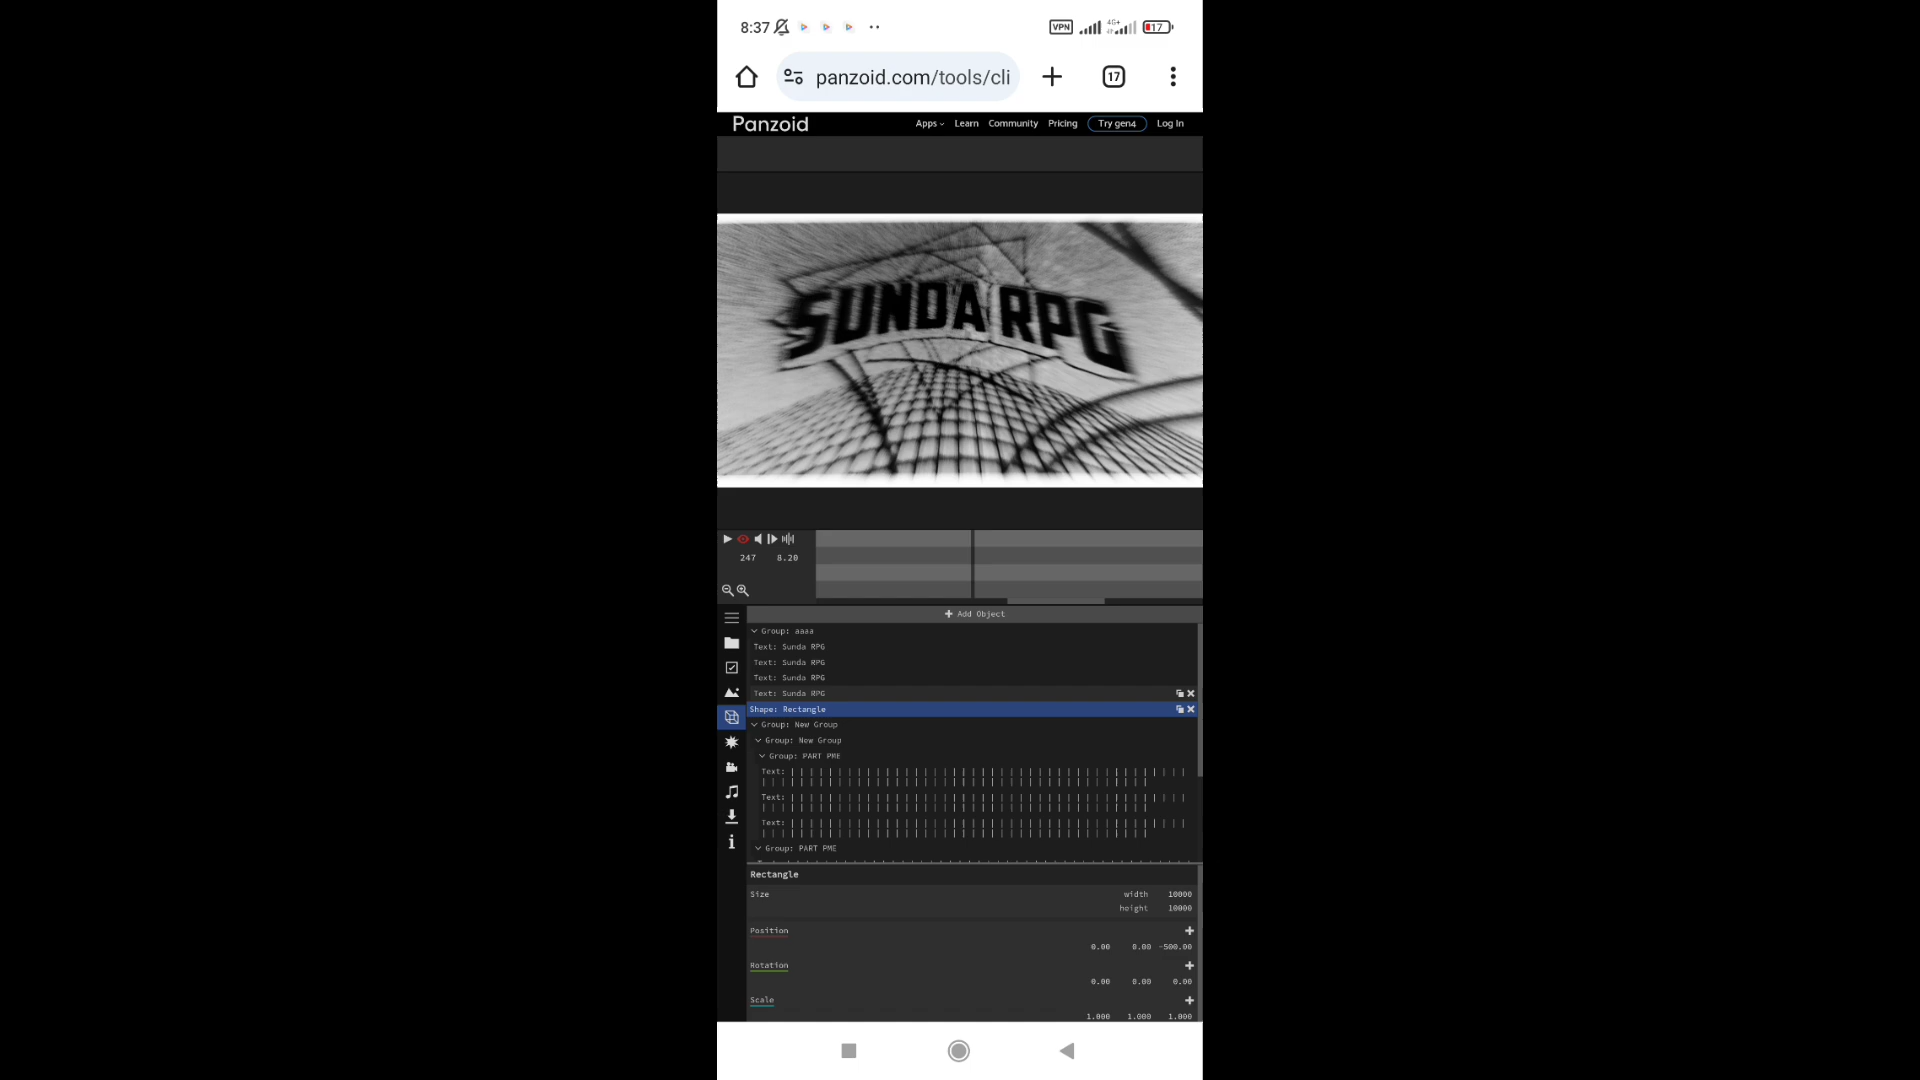 8:37 VPN 4G+ 17
panzoid.com/tools/cli 17
Panzoid Apps Learn Community Pricing Try gen4 Log In
SUNDA RPG
247 8.20
Add Object
Group: aaaa
Text: Sunda RPG
Text: Sunda RPG
Text: Sunda RPG
Text: Sunda RPG
Shape: Rectangle
Group: New Group
Group: New Group
Group: PART PME
Text: | | | | | | | | | | | | | | | | | | | | | | | | | | | | | | | | | | | | | | | | | |
| | | | | | | | | | | | | | | | | | | | | | | | | | | | | | | | | | | | | | | | |
Text: | | | | | | | | | | | | | | | | | | | | | | | | | | | | | | | | | | | | | | | | | |
| | | | | | | | | | | | | | | | | | | | | | | | | | | | | | | | | | | | | | | | |
Text: | | | | | | | | | | | | | | | | | | | | | | | | | | | | | | | | | | | | | | | | | |
| | | | | | | | | | | | | | | | | | | | | | | | | | | | | | | | | | | | | | | | |
Group: PART PME
Rectangle
Size width 10000
height 10000
Position
0.00 0.00 -500.00
Rotation
0.00 0.00 0.00
Scale
1.000 1.000 1.000